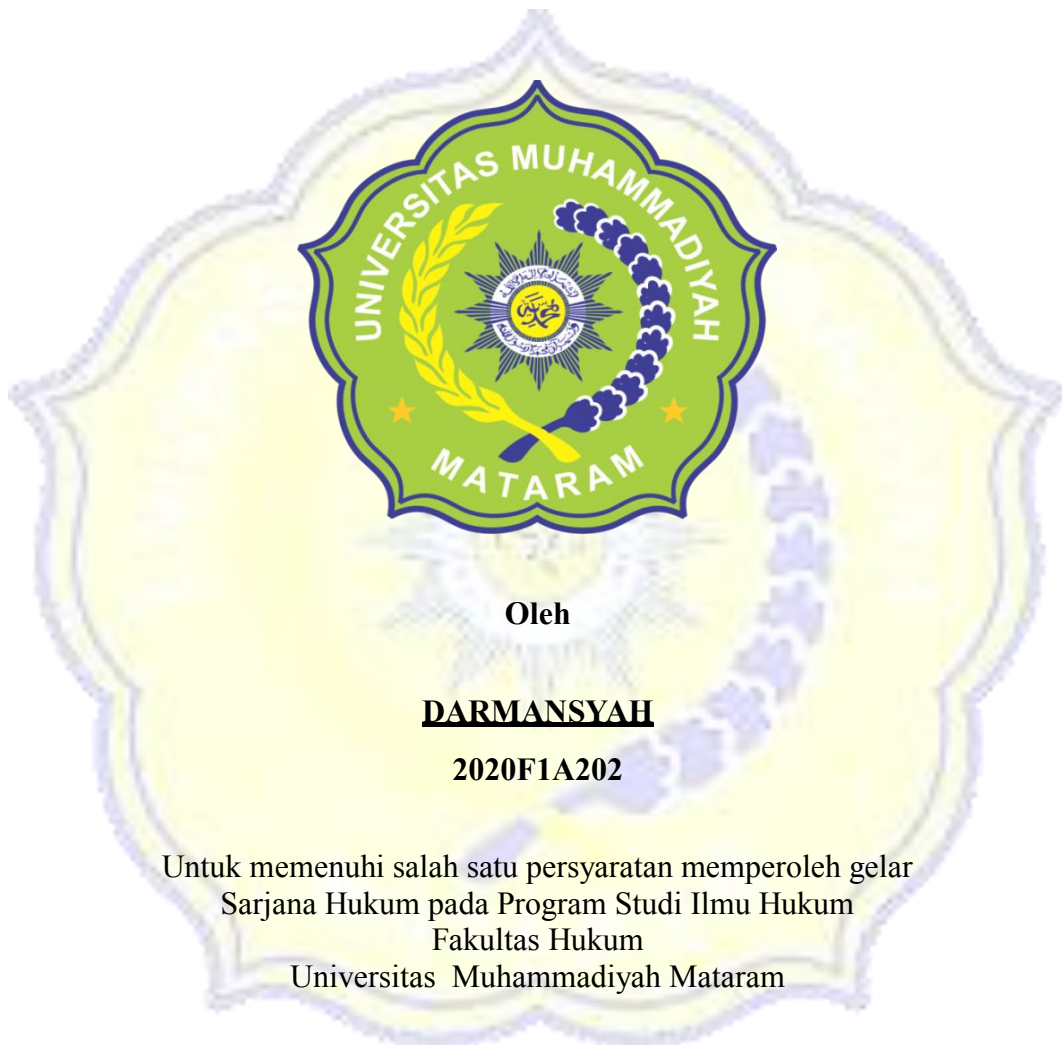 UNIVERSITAS MUHAMMADIYAH
MATARAM
Oleh
DARMANSYAH
2020F1A202
Untuk memenuhi salah satu persyaratan memperoleh gelar
Sarjana Hukum pada Program Studi Ilmu Hukum
Fakultas Hukum
Universitas Muhammadiyah Mataram